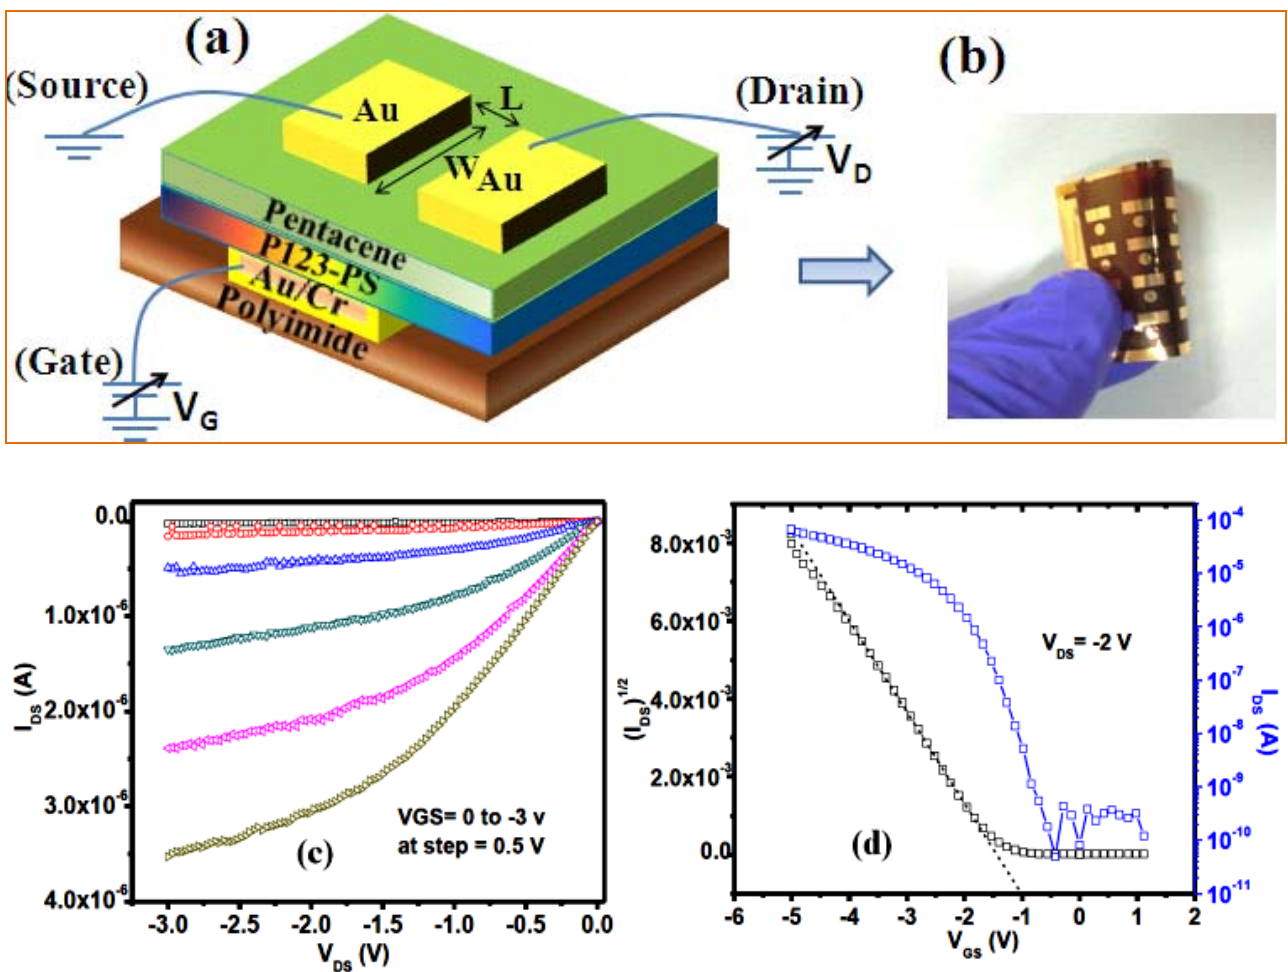 (a)
(b)
(Source)
(Drain)
Au
L
W
Au
V_D
Pentacene
P123-PS
Au/Cr
Polyimide
(Gate)
V_G
0.0
1.0x10^-6
2.0x10^-6
3.0x10^-6
4.0x10^-6
I_DS (A)
VGS= 0 to -3 v
at step = 0.5 V
(c)
-3.0 -2.5 -2.0 -1.5 -1.0 -0.5 0.0
V_DS (V)
8.0x10^-3
6.0x10^-3
4.0x10^-3
2.0x10^-3
0.0
(I_DS)^1/2
V_DS= -2 V
(d)
10^-4
10^-5
10^-6
10^-7
10^-8
10^-9
10^-10
10^-11
I_DS (A)
-6 -5 -4 -3 -2 -1 0 1 2
V_GS (V)